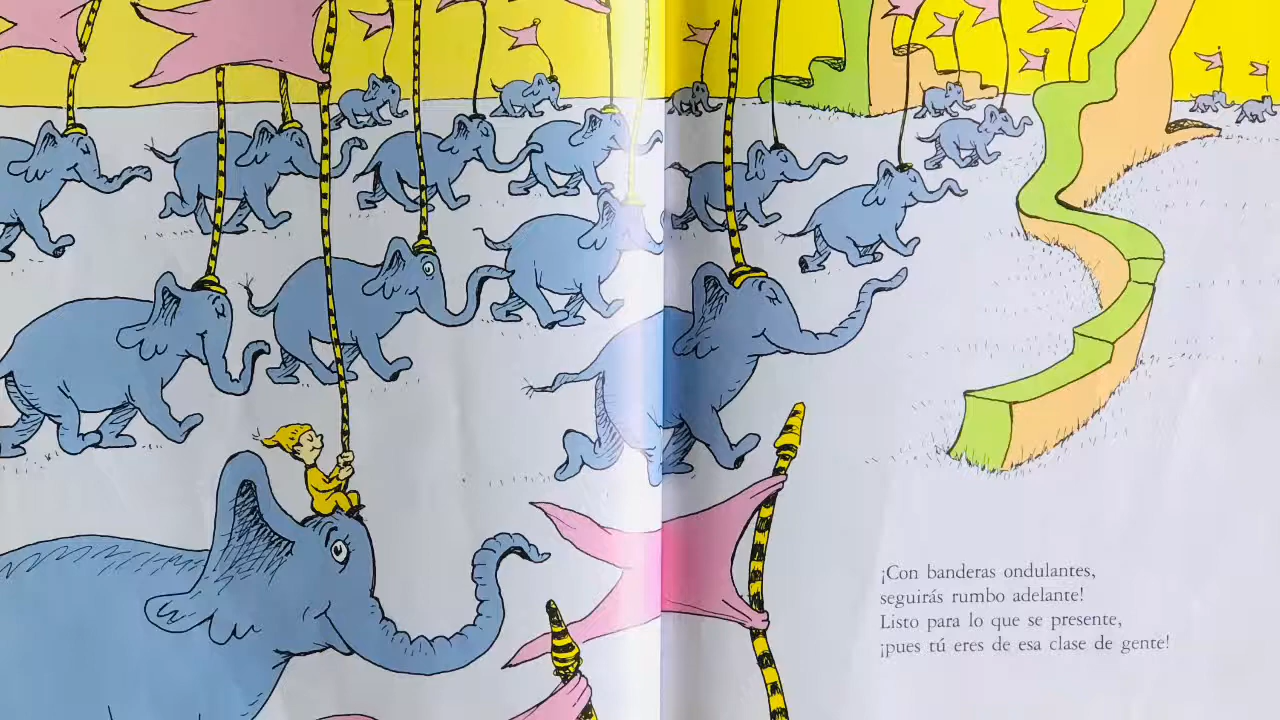 ¡Con banderas ondulantes,
seguirás rumbo adelante!
Listo para lo que se presente,
¡pues tú eres de esa clase de gente!